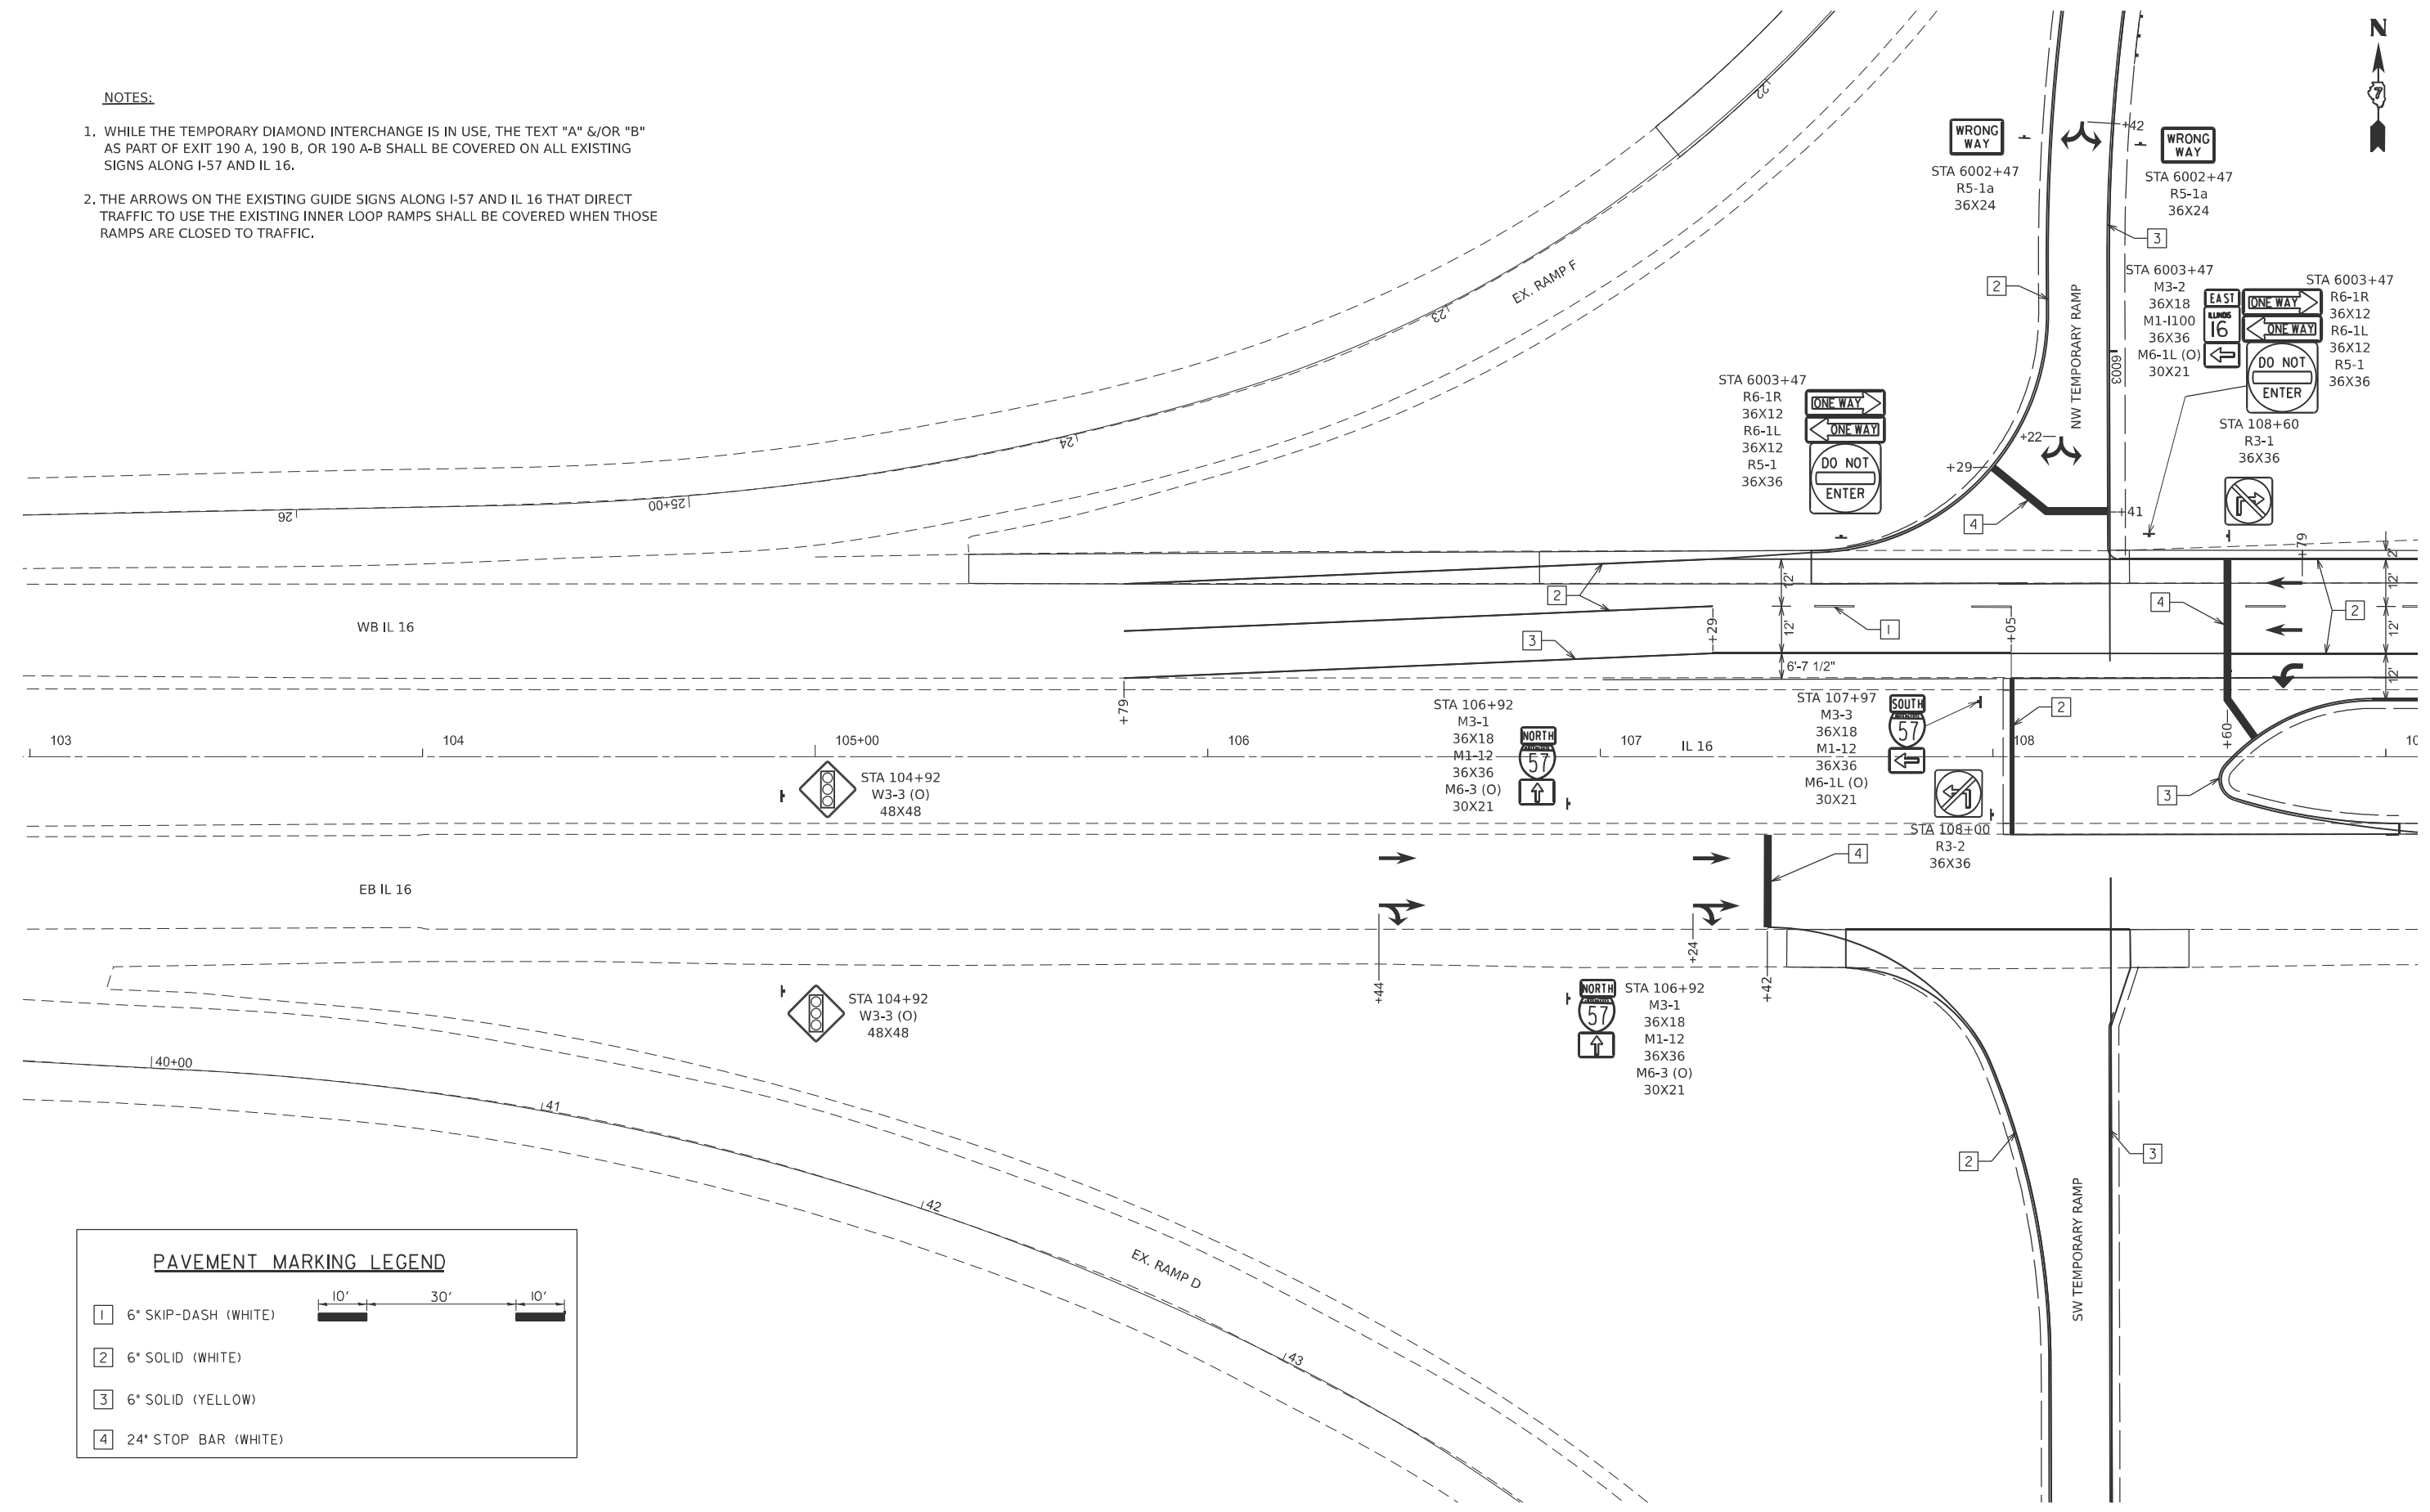 N
7
NOTES:
1. WHILE THE TEMPORARY DIAMOND INTERCHANGE IS IN USE, THE TEXT "A" &/OR "B"
AS PART OF EXIT 190 A, 190 B, OR 190 A-B SHALL BE COVERED ON ALL EXISTING
SIGNS ALONG I-57 AND IL 16.
2. THE ARROWS ON THE EXISTING GUIDE SIGNS ALONG I-57 AND IL 16 THAT DIRECT
TRAFFIC TO USE THE EXISTING INNER LOOP RAMPS SHALL BE COVERED WHEN THOSE
RAMPS ARE CLOSED TO TRAFFIC.
22
23
24
25+00
26
EX. RAMP F
WRONG
WAY
STA 6002+47
R5-1a
36X24
+42
WRONG
WAY
STA 6002+47
R5-1a
36X24
3
2
NW TEMPORARY RAMP
6003
STA 6003+47
M3-2
36X18
M1-I100
36X36
M6-1L (O)
30X21
EAST
ILLINOIS
16
ONE WAY
ONE WAY
DO NOT
ENTER
STA 6003+47
R6-1R
36X12
R6-1L
36X12
R5-1
36X36
STA 6003+47
R6-1R
36X12
R6-1L
36X12
R5-1
36X36
ONE WAY
ONE WAY
DO NOT
ENTER
+22
+29
4
+41
STA 108+60
R3-1
36X36
+79
2'
12'
12'
12'
WB IL 16
2
3
+29
12'
12'
6'-7 1/2"
1
+05
4
2
+79
+60
3
2
103
104
105+00
106
107
IL 16
108
10
STA 104+92
W3-3 (O)
48X48
STA 106+92
M3-1
36X18
M1-12
36X36
M6-3 (O)
30X21
NORTH
57
STA 107+97
M3-3
36X18
M1-12
36X36
M6-1L (O)
30X21
SOUTH
57
STA 108+00
R3-2
36X36
EB IL 16
4
+44
+24
+42
STA 104+92
W3-3 (O)
48X48
NORTH
57
STA 106+92
M3-1
36X18
M1-12
36X36
M6-3 (O)
30X21
40+00
41
42
43
EX. RAMP D
2
3
SW TEMPORARY RAMP
PAVEMENT MARKING LEGEND
1 6" SKIP-DASH (WHITE) 10' 30' 10'
2 6" SOLID (WHITE)
3 6" SOLID (YELLOW)
4 24" STOP BAR (WHITE)